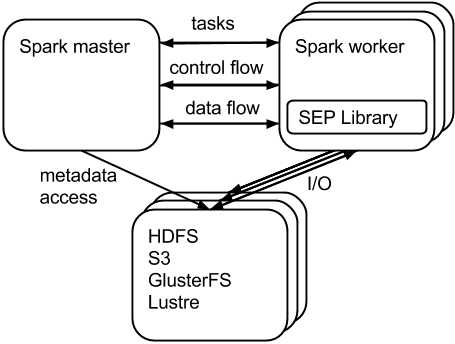 Spark master
tasks
control flow
data flow
Spark worker
SEP Library
metadata
access
I/O
HDFS
S3
GlusterFS
Lustre